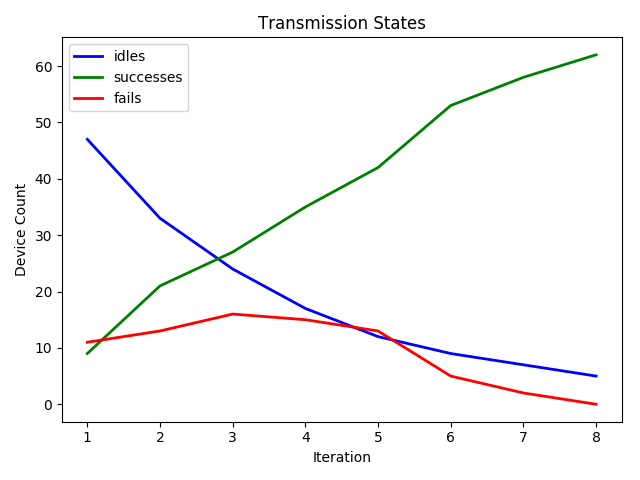 Transmission States
idles
successes
fails
Device Count
60
50
40
30
20
10
0
1 2 3 4 5 6 7 8
Iteration